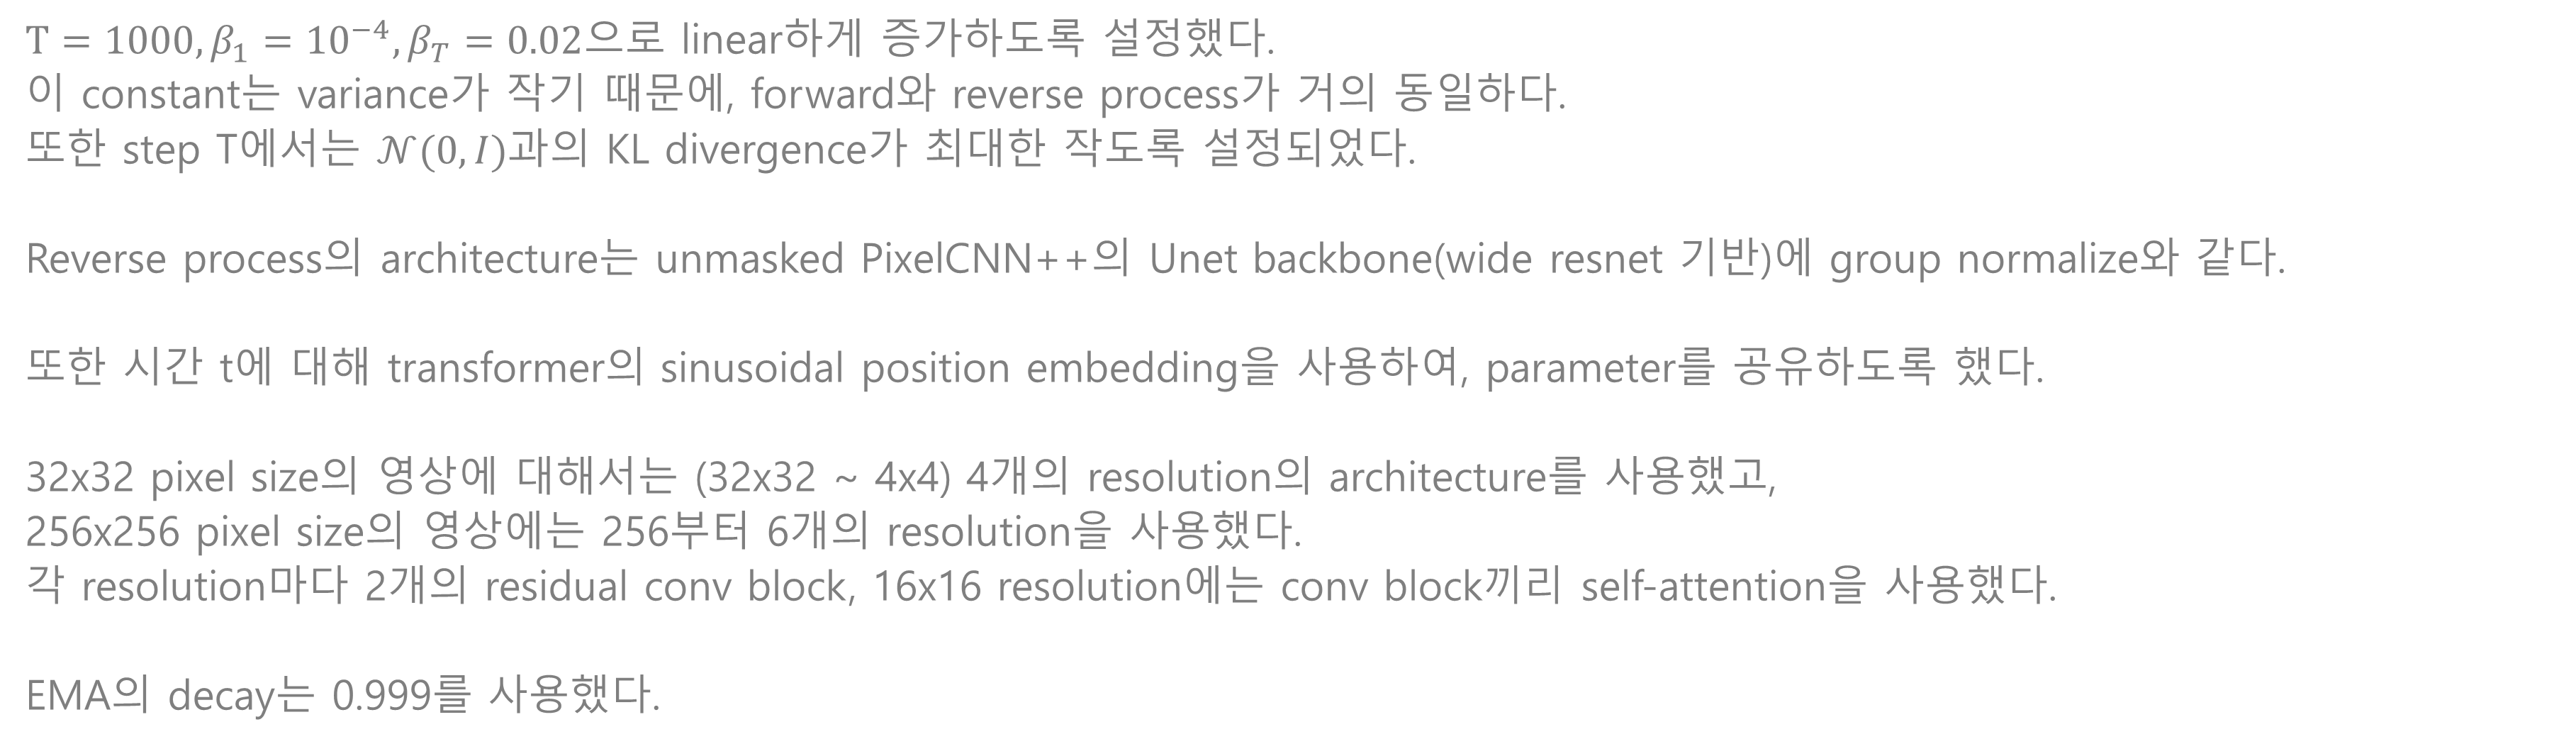 T = 1000, β₁ = 10⁻⁴, β_T = 0.02으로 linear하게 증가하도록 설정했다.
이 constant는 variance가 작기 때문에, forward와 reverse process가 거의 동일하다.
또한 step T에서는 𝒩(0, I)과의 KL divergence가 최대한 작도록 설정되었다.
Reverse process의 architecture는 unmasked PixelCNN++의 Unet backbone(wide resnet 기반)에 group normalize와 같다.
또한 시간 t에 대해 transformer의 sinusoidal position embedding을 사용하여, parameter를 공유하도록 했다.
32x32 pixel size의 영상에 대해서는 (32x32 ~ 4x4) 4개의 resolution의 architecture를 사용했고,
256x256 pixel size의 영상에는 256부터 6개의 resolution을 사용했다.
각 resolution마다 2개의 residual conv block, 16x16 resolution에는 conv block끼리 self-attention을 사용했다.
EMA의 decay는 0.999를 사용했다.